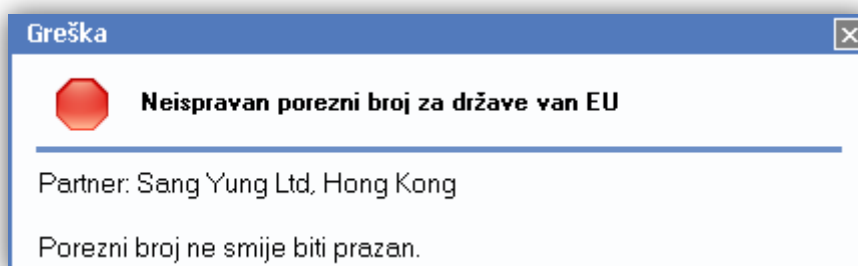 Greška
Neispravan porezni broj za države van EU
Partner: Sang Yung Ltd, Hong Kong
Porezni broj ne smije biti prazan.